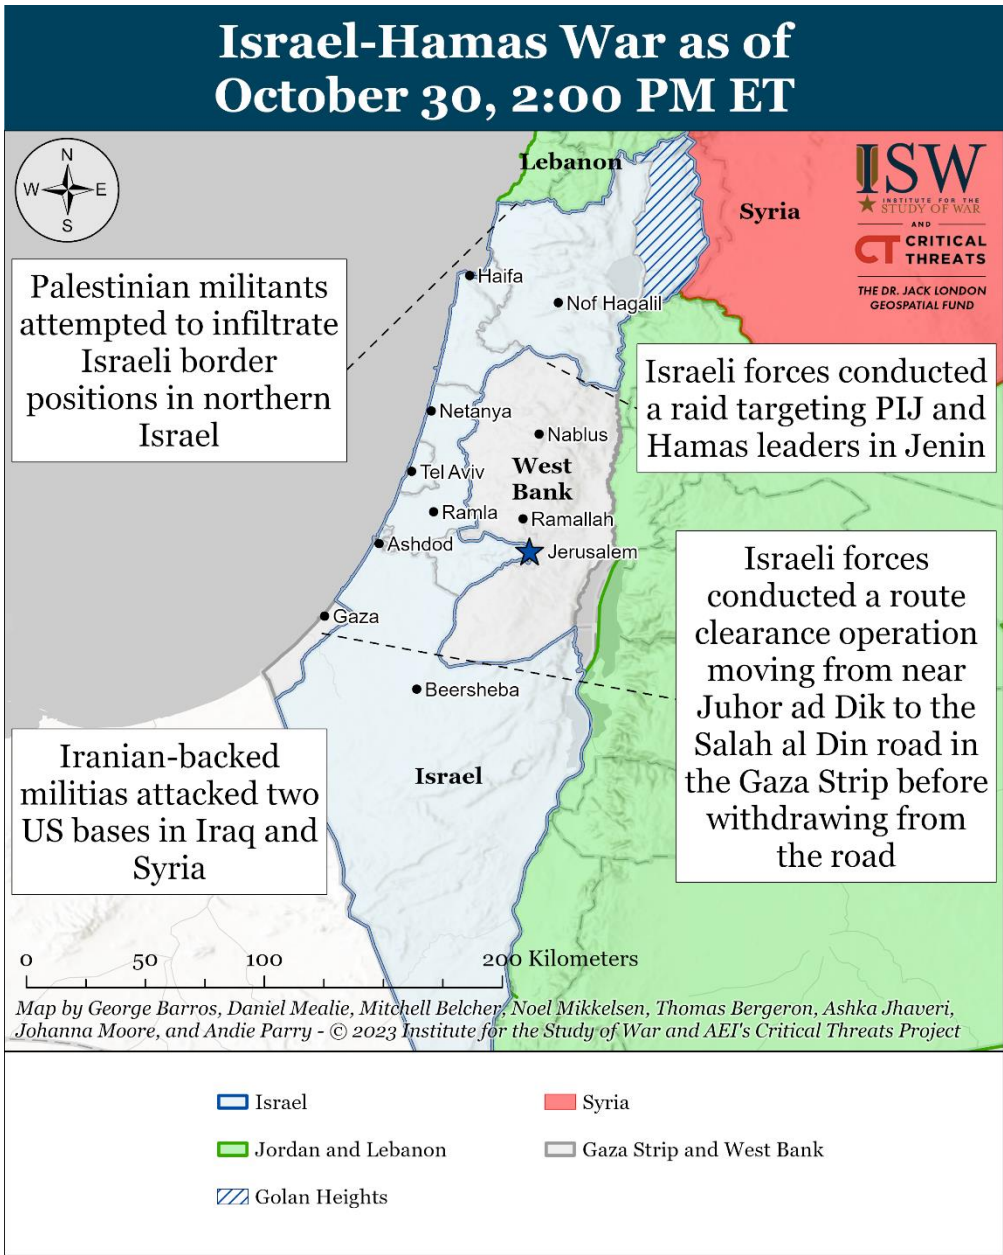 Israel-Hamas War as of
October 30, 2:00 PM ET
N
W
E
S
Lebanon
Syria
ISW
INSTITUTE FOR THE
STUDY OF WAR
AND
CT CRITICAL
THREATS
THE DR. JACK LONDON
GEOSPATIAL FUND
Palestinian militants
attempted to infiltrate
Israeli border
positions in northern
Israel
Haifa
Nof Hagalil
Israeli forces conducted
a raid targeting PIJ and
Hamas leaders in Jenin
Netanya
Nablus
West
Bank
Tel Aviv
Ramla
Ramallah
Ashdod
Jerusalem
Gaza
Beersheba
Israel
Israeli forces
conducted a route
clearance operation
moving from near
Juhor ad Dik to the
Salah al Din road in
the Gaza Strip before
withdrawing from
the road
Iranian-backed
militias attacked two
US bases in Iraq and
Syria
0 50 100 200 Kilometers
Map by George Barros, Daniel Mealie, Mitchell Belcher, Noel Mikkelsen, Thomas Bergeron, Ashka Jhaveri,
Johanna Moore, and Andie Parry - © 2023 Institute for the Study of War and AEI's Critical Threats Project
Israel
Syria
Jordan and Lebanon
Gaza Strip and West Bank
Golan Heights